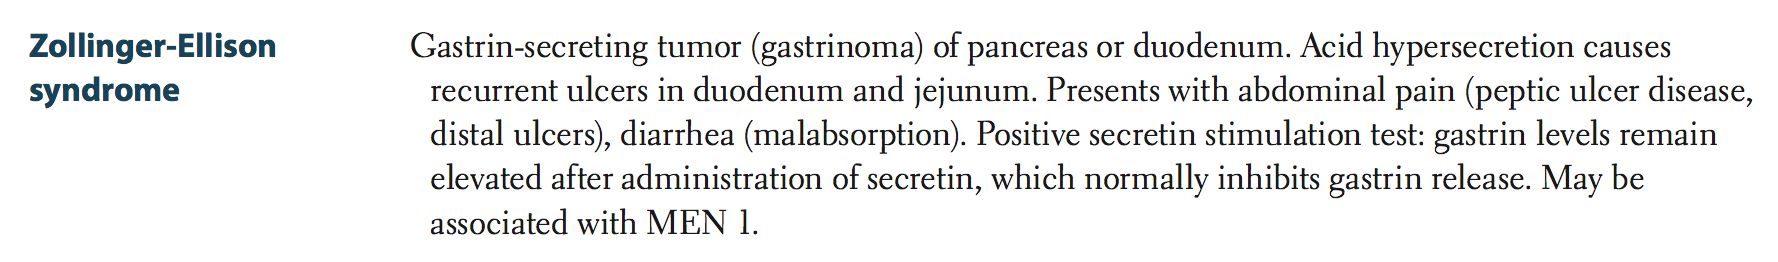 Zollinger-Ellison
syndrome
Gastrin-secreting tumor (gastrinoma) of pancreas or duodenum. Acid hypersecretion causes
recurrent ulcers in duodenum and jejunum. Presents with abdominal pain (peptic ulcer disease,
distal ulcers), diarrhea (malabsorption). Positive secretin stimulation test: gastrin levels remain
elevated after administration of secretin, which normally inhibits gastrin release. May be
associated with MEN 1.